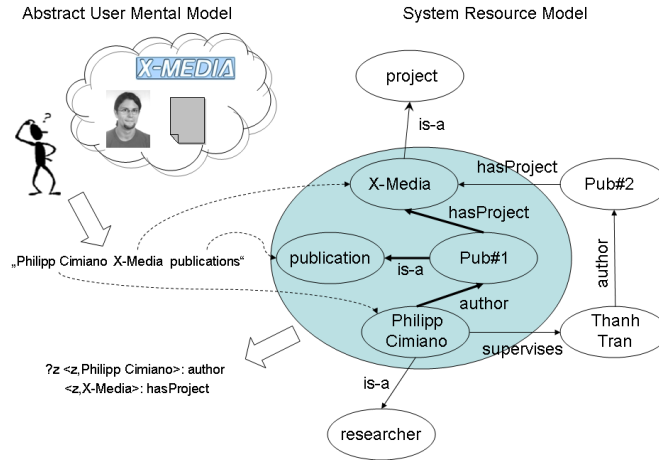 Abstract User Mental Model
System Resource Model
X-MEDIA
?
project
is-a
hasProject
X-Media
Pub#2
hasProject
„Philipp Cimiano X-Media publications“
publication
is-a
Pub#1
author
author
Philipp
Cimiano
supervises
Thanh
Tran
?z <z,Philipp Cimiano>: author
<z,X-Media>: hasProject
is-a
researcher